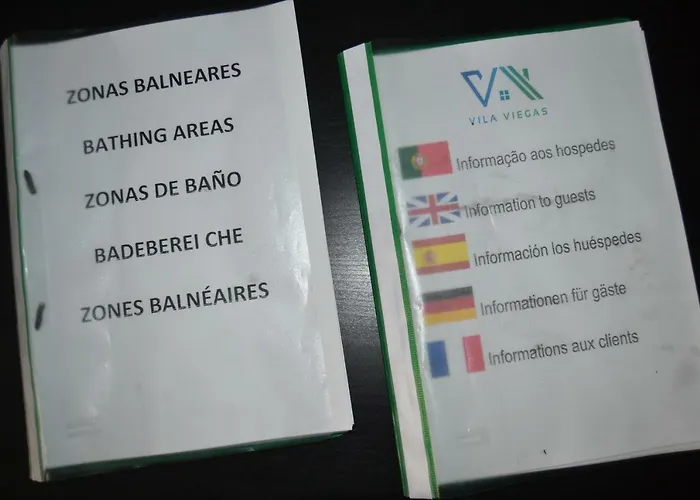 ZONAS BALNEARES
BATHING AREAS
ZONAS DE BAÑO
BADEBEREI CHE
ZONES BALNÉAIRES
VILA VIEGAS
Informação aos hospedes
Information to guests
Información los huéspedes
Informationen für gäste
Informations aux clients